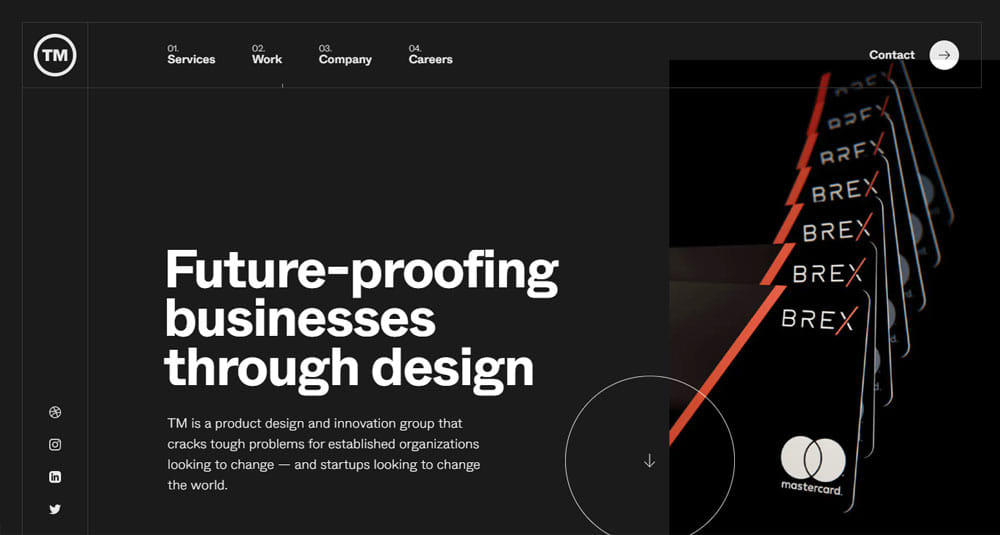 TM
01.
Services
02.
Work
03.
Company
04.
Careers
Contact
BREX
BREX
BREX
BREX
BREX
BREX
BREX
Future-proofing
businesses
through design
TM is a product design and innovation group that
cracks tough problems for established organizations
looking to change — and startups looking to change
the world.
mastercard.